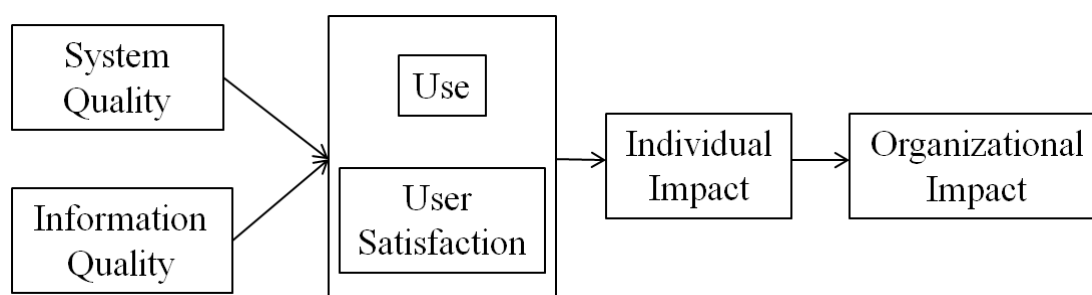 System
Quality
Information
Quality
Use
User
Satisfaction
Individual
Impact
Organizational
Impact